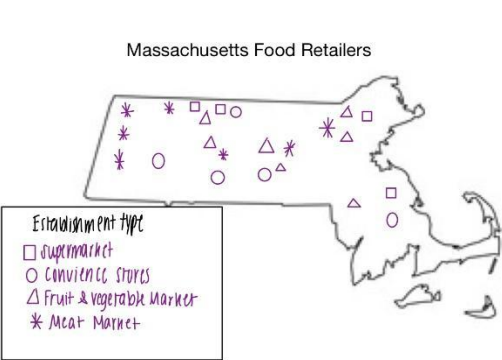 Massachusetts Food Retailers
Establishment type
supermarket
convience stores
Fruit & vegetable Market
Meat Market